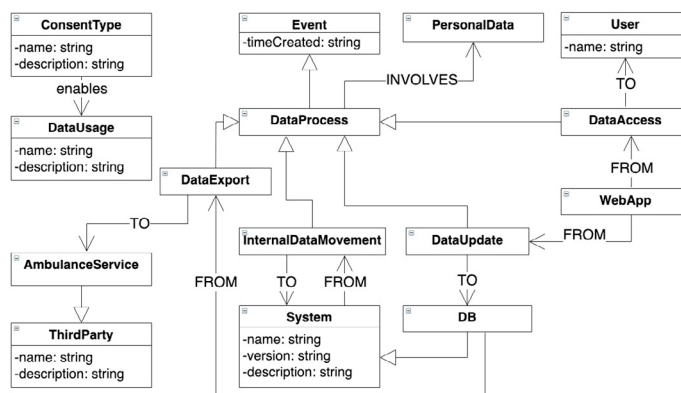 ConsentType
-name: string
-description: string
enables
DataUsage
-name: string
-description: string
Event
-timeCreated: string
PersonalData
INVOLVES
User
-name: string
TO
DataProcess
DataAccess
FROM
DataExport
WebApp
TO
FROM
InternalDataMovement
DataUpdate
AmbulanceService
FROM
TO
FROM
TO
ThirdParty
-name: string
-description: string
System
-name: string
-version: string
-description: string
DB